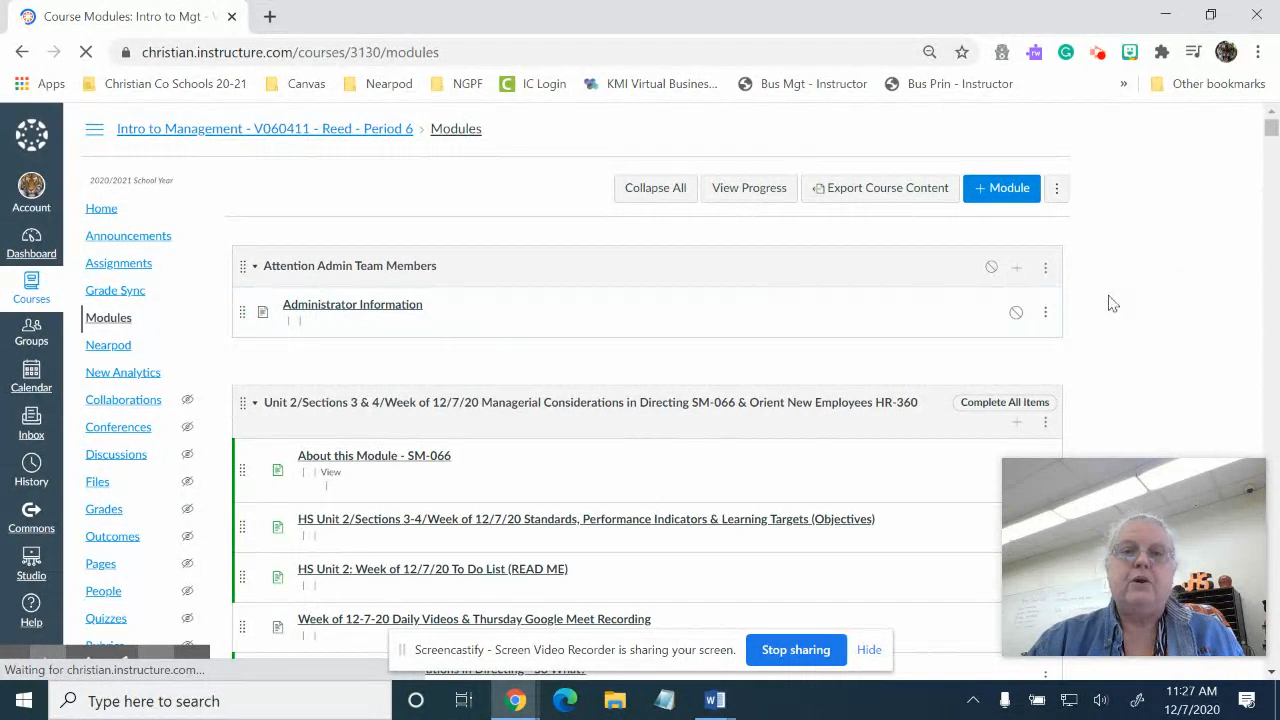 Course Modules: Intro to Mgt - V
christian.instructure.com/courses/3130/modules
Apps
Christian Co Schools 20-21
Canvas
Nearpod
NGPF
IC Login
KMI Virtual Business...
Bus Mgt - Instructor
Bus Prin - Instructor
»
Other bookmarks
Intro to Management - V060411 - Reed - Period 6 › Modules
2020/2021 School Year
Collapse All
View Progress
Export Course Content
+ Module
Account
Dashboard
Courses
Groups
Calendar
Inbox
History
Commons
Studio
Help
Home
Announcements
Assignments
Grade Sync
Modules
Nearpod
New Analytics
Collaborations
Conferences
Discussions
Files
Grades
Outcomes
Pages
People
Quizzes
Attention Admin Team Members
Administrator Information
Unit 2/Sections 3 & 4/Week of 12/7/20 Managerial Considerations in Directing SM-066 & Orient New Employees HR-360
Complete All Items
About this Module - SM-066
View
HS Unit 2/Sections 3-4/Week of 12/7/20 Standards, Performance Indicators & Learning Targets (Objectives)
HS Unit 2: Week of 12/7/20 To Do List (READ ME)
Week of 12-7-20 Daily Videos & Thursday Google Meet Recording
Screencastify - Screen Video Recorder is sharing your screen.
Stop sharing
Hide
Waiting for christian.instructure.com...
Type here to search
11:27 AM
12/7/2020